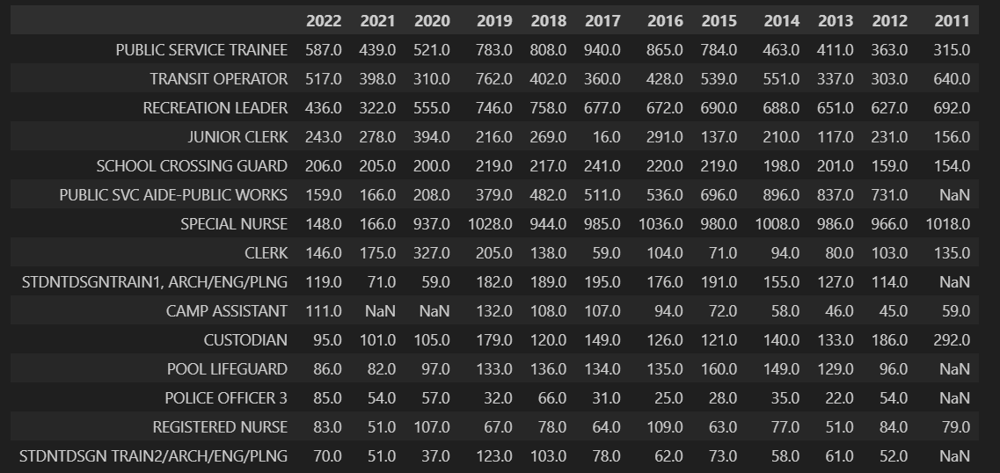 2022 2021 2020 2019 2018 2017 2016 2015 2014 2013 2012 2011
PUBLIC SERVICE TRAINEE 587.0 439.0 521.0 783.0 808.0 940.0 865.0 784.0 463.0 411.0 363.0 315.0
TRANSIT OPERATOR 517.0 398.0 310.0 762.0 402.0 360.0 428.0 539.0 551.0 337.0 303.0 640.0
RECREATION LEADER 436.0 322.0 555.0 746.0 758.0 677.0 672.0 690.0 688.0 651.0 627.0 692.0
JUNIOR CLERK 243.0 278.0 394.0 216.0 269.0 16.0 291.0 137.0 210.0 117.0 231.0 156.0
SCHOOL CROSSING GUARD 206.0 205.0 200.0 219.0 217.0 241.0 220.0 219.0 198.0 201.0 159.0 154.0
PUBLIC SVC AIDE-PUBLIC WORKS 159.0 166.0 208.0 379.0 482.0 511.0 536.0 696.0 896.0 837.0 731.0 NaN
SPECIAL NURSE 148.0 166.0 937.0 1028.0 944.0 985.0 1036.0 980.0 1008.0 986.0 966.0 1018.0
CLERK 146.0 175.0 327.0 205.0 138.0 59.0 104.0 71.0 94.0 80.0 103.0 135.0
STDNTDSGNTRAIN1, ARCH/ENG/PLNG 119.0 71.0 59.0 182.0 189.0 195.0 176.0 191.0 155.0 127.0 114.0 NaN
CAMP ASSISTANT 111.0 NaN NaN 132.0 108.0 107.0 94.0 72.0 58.0 46.0 45.0 59.0
CUSTODIAN 95.0 101.0 105.0 179.0 120.0 149.0 126.0 121.0 140.0 133.0 186.0 292.0
POOL LIFEGUARD 86.0 82.0 97.0 133.0 136.0 134.0 135.0 160.0 149.0 129.0 96.0 NaN
POLICE OFFICER 3 85.0 54.0 57.0 32.0 66.0 31.0 25.0 28.0 35.0 22.0 54.0 NaN
REGISTERED NURSE 83.0 51.0 107.0 67.0 78.0 64.0 109.0 63.0 77.0 51.0 84.0 79.0
STDNTDSGN TRAIN2/ARCH/ENG/PLNG 70.0 51.0 37.0 123.0 103.0 78.0 62.0 73.0 58.0 61.0 52.0 NaN